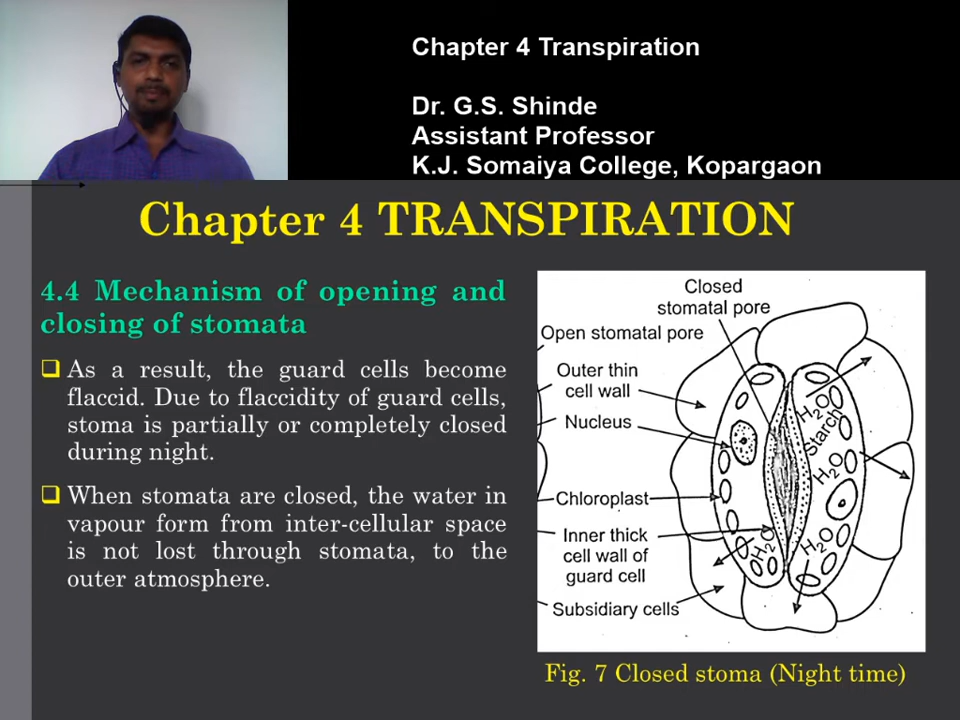 Chapter 4 Transpiration
Dr. G.S. Shinde
Assistant Professor
K.J. Somaiya College, Kopargaon
Chapter 4 TRANSPIRATION
4.4 Mechanism of opening and
closing of stomata
❑ As a result, the guard cells become
flaccid. Due to flaccidity of guard cells,
stoma is partially or completely closed
during night.
❑ When stomata are closed, the water in
vapour form from inter-cellular space
is not lost through stomata, to the
outer atmosphere.
Closed
stomatal pore
Open stomatal pore
Outer thin
cell wall
Nucleus
Chloroplast
Inner thick
cell wall of
guard cell
Subsidiary cells
H₂O
Starch
H₂O
H₂O
H₂O
Fig. 7 Closed stoma (Night time)